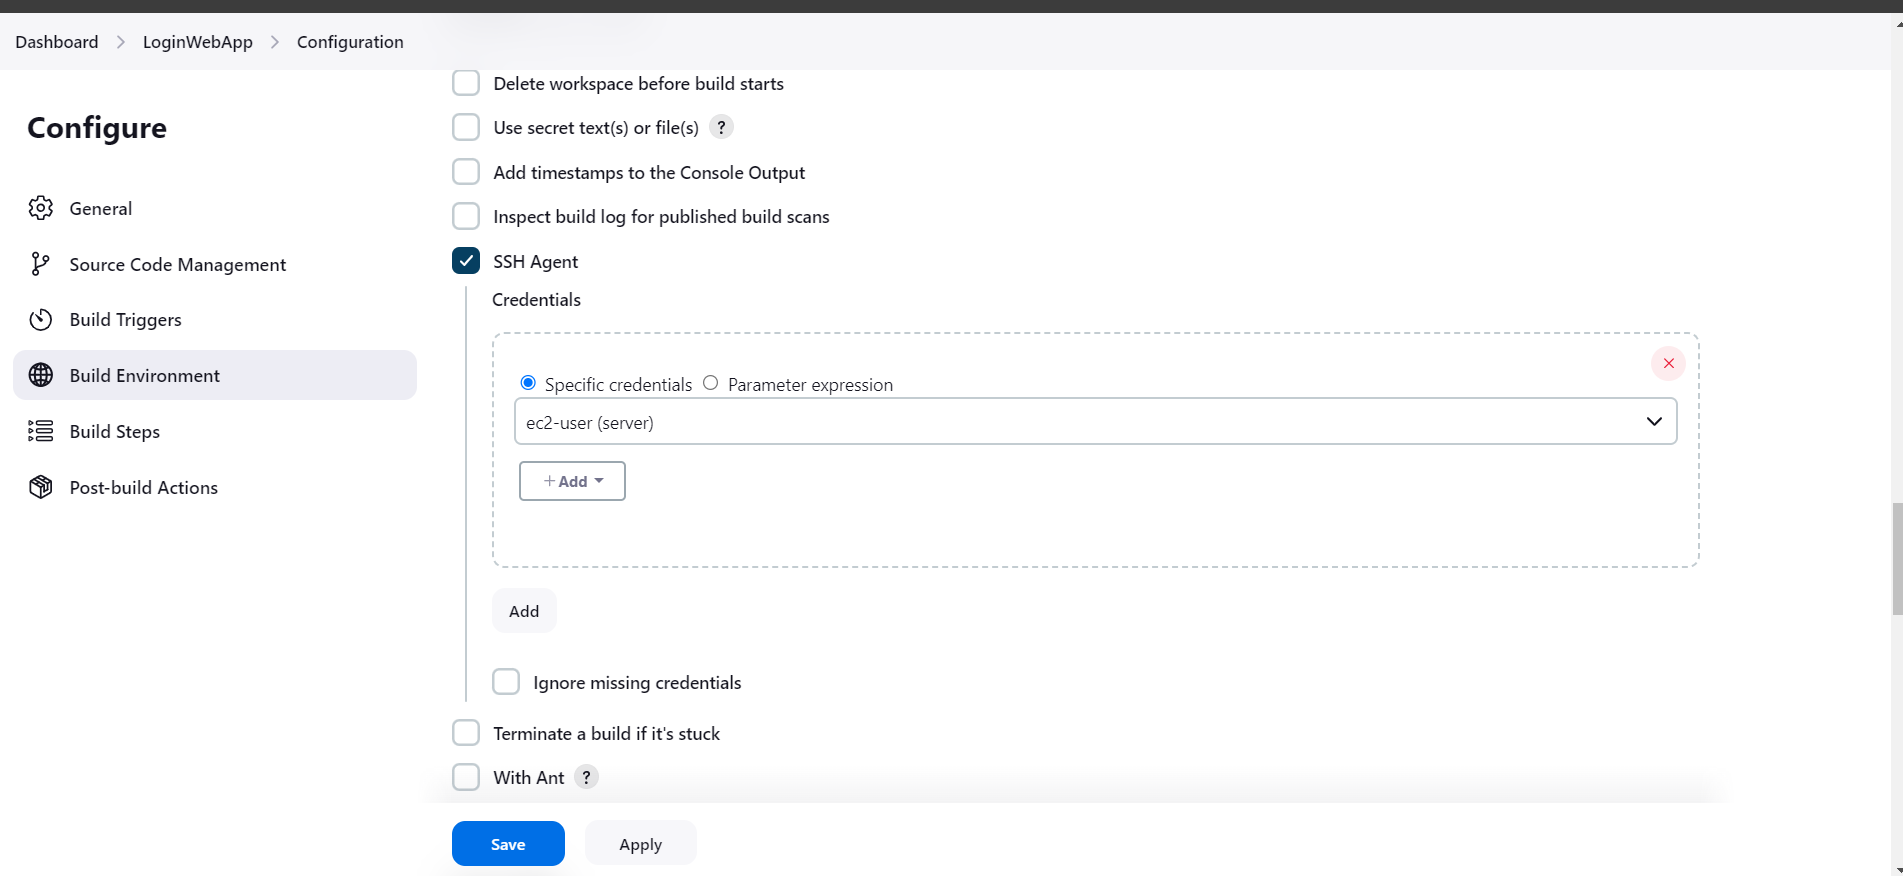 Dashboard > LoginWebApp > Configuration
Configure
General
Source Code Management
Build Triggers
Build Environment
Build Steps
Post-build Actions
Delete workspace before build starts
Use secret text(s) or file(s) ?
Add timestamps to the Console Output
Inspect build log for published build scans
SSH Agent
Credentials
Specific credentials Parameter expression
ec2-user (server)
+ Add
Add
Ignore missing credentials
Terminate a build if it's stuck
With Ant ?
Save Apply